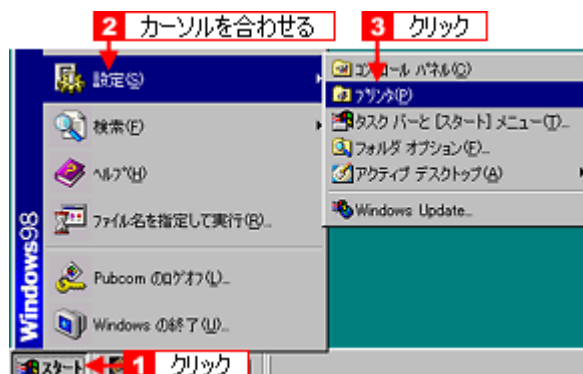 2 カーソルを合わせる
3 クリック
設定(S)
検索(F)
ヘルプ(H)
ファイル名を指定して実行(R)...
Pubcom のログオフ(L)...
Windows の終了(U)...
Windows98
コントロール パネル(C)
プリンタ(P)
タスク バーと [スタート] メニュー(T)...
フォルダ オプション(F)...
アクティブ デスクトップ(A)
Windows Update...
スタート
1 クリック